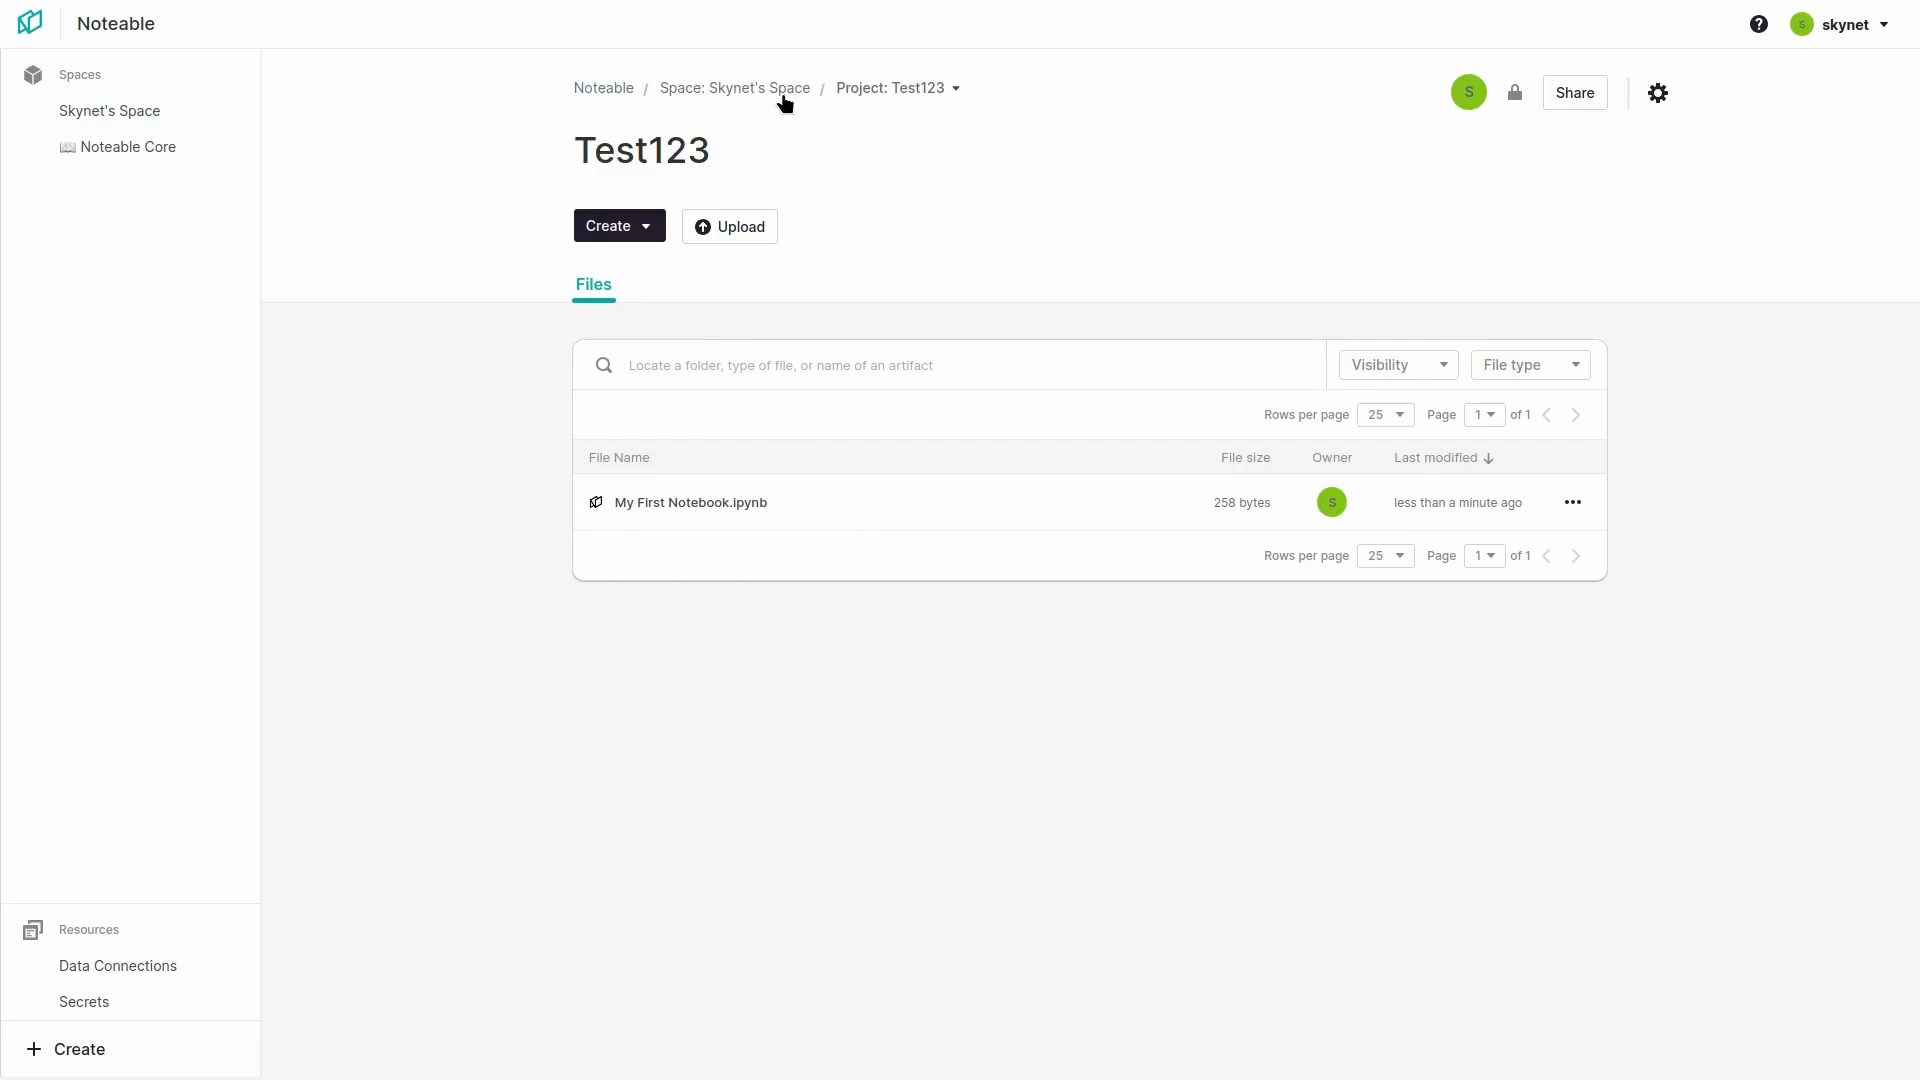 Noteable
S skynet
Spaces
Skynet's Space
📖 Noteable Core
Noteable / Space: Skynet's Space / Project: Test123
S Share
Test123
Create Upload
Files
Locate a folder, type of file, or name of an artifact Visibility File type
Rows per page 25 Page 1 of 1
File Name File size Owner Last modified
My First Notebook.ipynb 258 bytes S less than a minute ago
Rows per page 25 Page 1 of 1
Resources
Data Connections
Secrets
+ Create